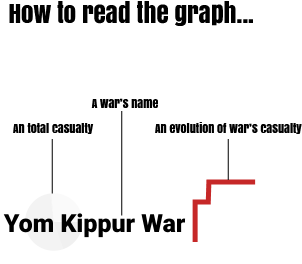 How to read the graph...
A war's name
An total casualty
An evolution of war's casualty
Yom Kippur War